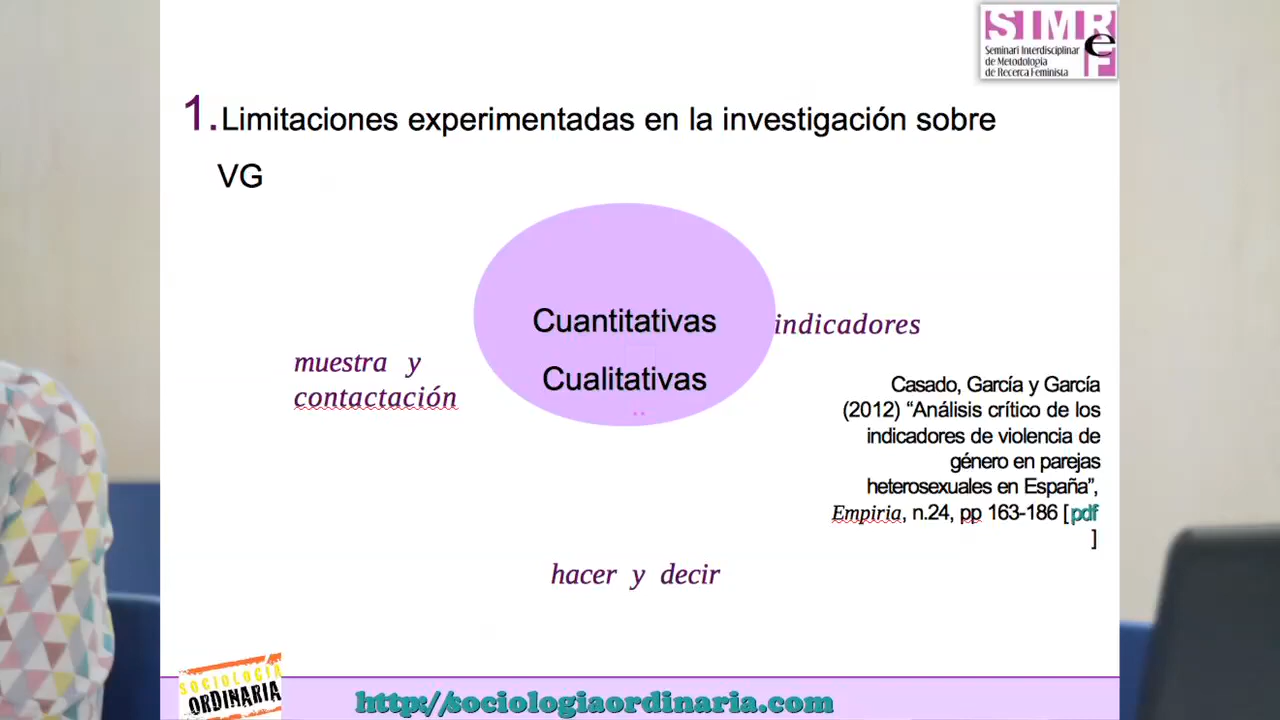 SIMReF
Seminari Interdisciplinar
de Metodologia
de Recerca Feminista
1. Limitaciones experimentadas en la investigación sobre
VG
Cuantitativas
Cualitativas
indicadores
muestra y
contactación
Casado, García y García
(2012) “Análisis crítico de los
indicadores de violencia de
género en parejas
heterosexuales en España”,
Empiria, n.24, pp 163-186 [pdf
]
hacer y decir
SOCIOLOGÍA
ORDINARIA
http://sociologiaordinaria.com